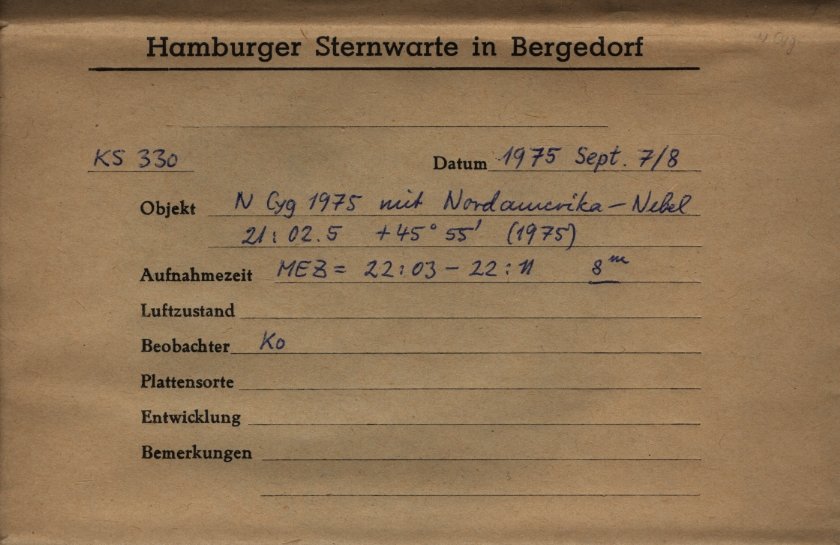 Hamburger Sternwarte in Bergedorf
N Cyg
KS 330 Datum 1975 Sept. 7/8
Objekt N Cyg 1975 mit Nordamerika-Nebel
21:02.5 +45° 55' (1975)
Aufnahmezeit MEZ = 22:03 - 22:11 8m
Luftzustand
Beobachter Ko
Plattensorte
Entwicklung
Bemerkungen